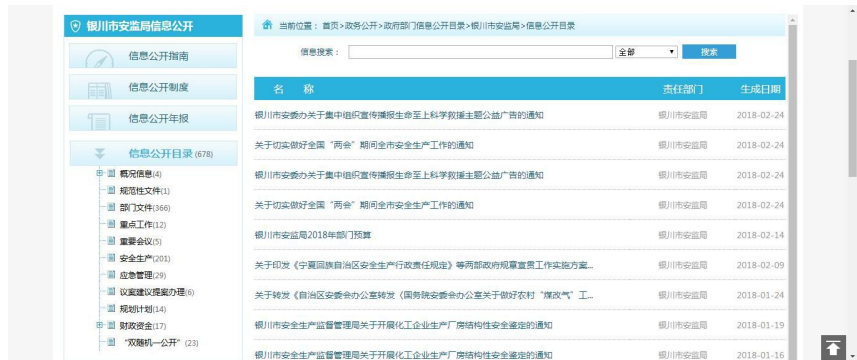 银川市安监局信息公开
信息公开指南
信息公开制度
信息公开年报
信息公开目录 (678)
概况信息(4)
规范性文件(1)
部门文件(366)
重点工作(12)
重要会议(5)
安全生产(201)
应急管理(29)
议案建议提案办理(6)
规划计划(14)
财政资金(17)
“双随机一公开” (23)
当前位置：首页>政务公开>政府部门信息公开目录>银川市安监局>信息公开目录
信息搜索： 全部 搜索
名 称 责任部门 生成日期
银川市安委办关于集中组织宣传播报生命至上科学救援主题公益广告的通知 银川市安监局 2018-02-24
关于切实做好全国“两会”期间全市安全生产工作的通知 银川市安监局 2018-02-24
银川市安委办关于集中组织宣传播报生命至上科学救援主题公益广告的通知 银川市安监局 2018-02-24
关于切实做好全国“两会”期间全市安全生产工作的通知 银川市安监局 2018-02-24
银川市安监局2018年部门预算 银川市安监局 2018-02-14
关于印发《宁夏回族自治区安全生产行政责任规定》等两部政府规章宣贯工作实施方案... 银川市安监局 2018-02-09
关于转发《自治区安委会办公室转发（国务院安委会办公室关于做好农村“煤改气”工... 银川市安监局 2018-01-24
银川市安全生产监督管理局关于开展化工企业生产厂房结构性安全鉴定的通知 银川市安监局 2018-01-19
银川市安全生产监督管理局关于开展化工企业生产厂房结构性安全鉴定的通知 银川市安监局 2018-01-16